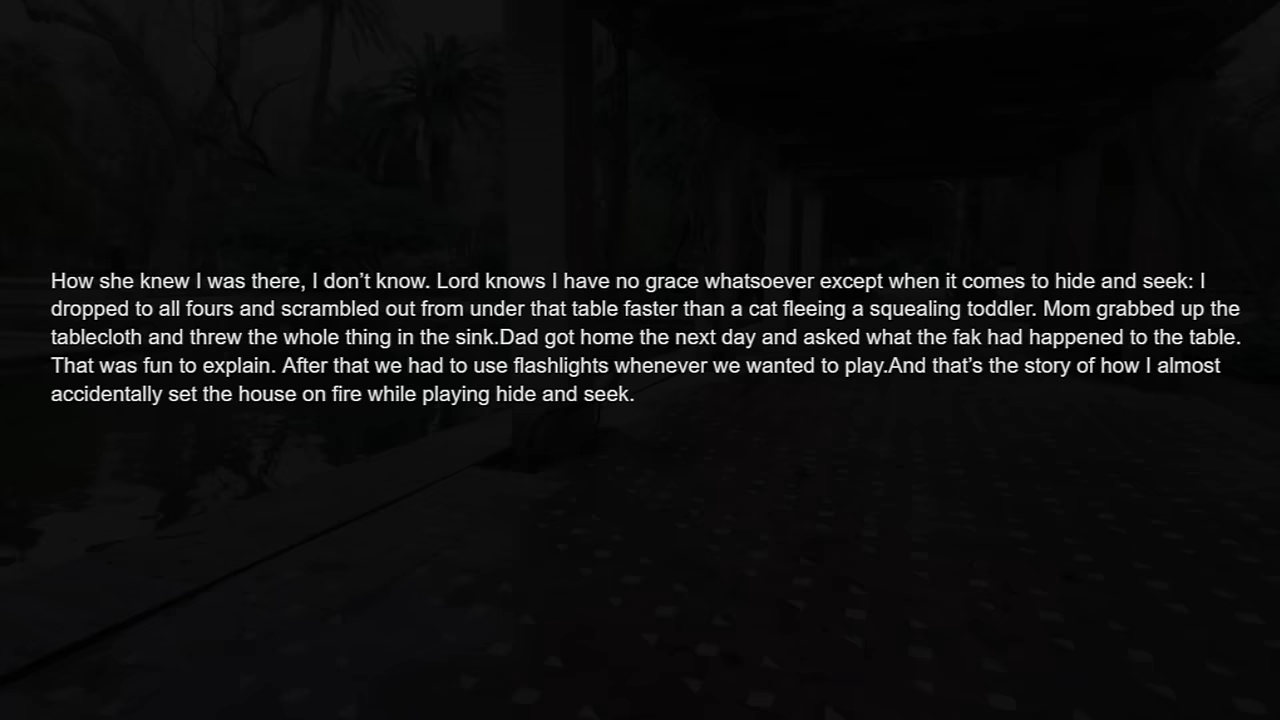 How she knew I was there, I don’t know. Lord knows I have no grace whatsoever except when it comes to hide and seek: I
dropped to all fours and scrambled out from under that table faster than a cat fleeing a squealing toddler. Mom grabbed up the
tablecloth and threw the whole thing in the sink.Dad got home the next day and asked what the fak had happened to the table.
That was fun to explain. After that we had to use flashlights whenever we wanted to play.And that’s the story of how I almost
accidentally set the house on fire while playing hide and seek.